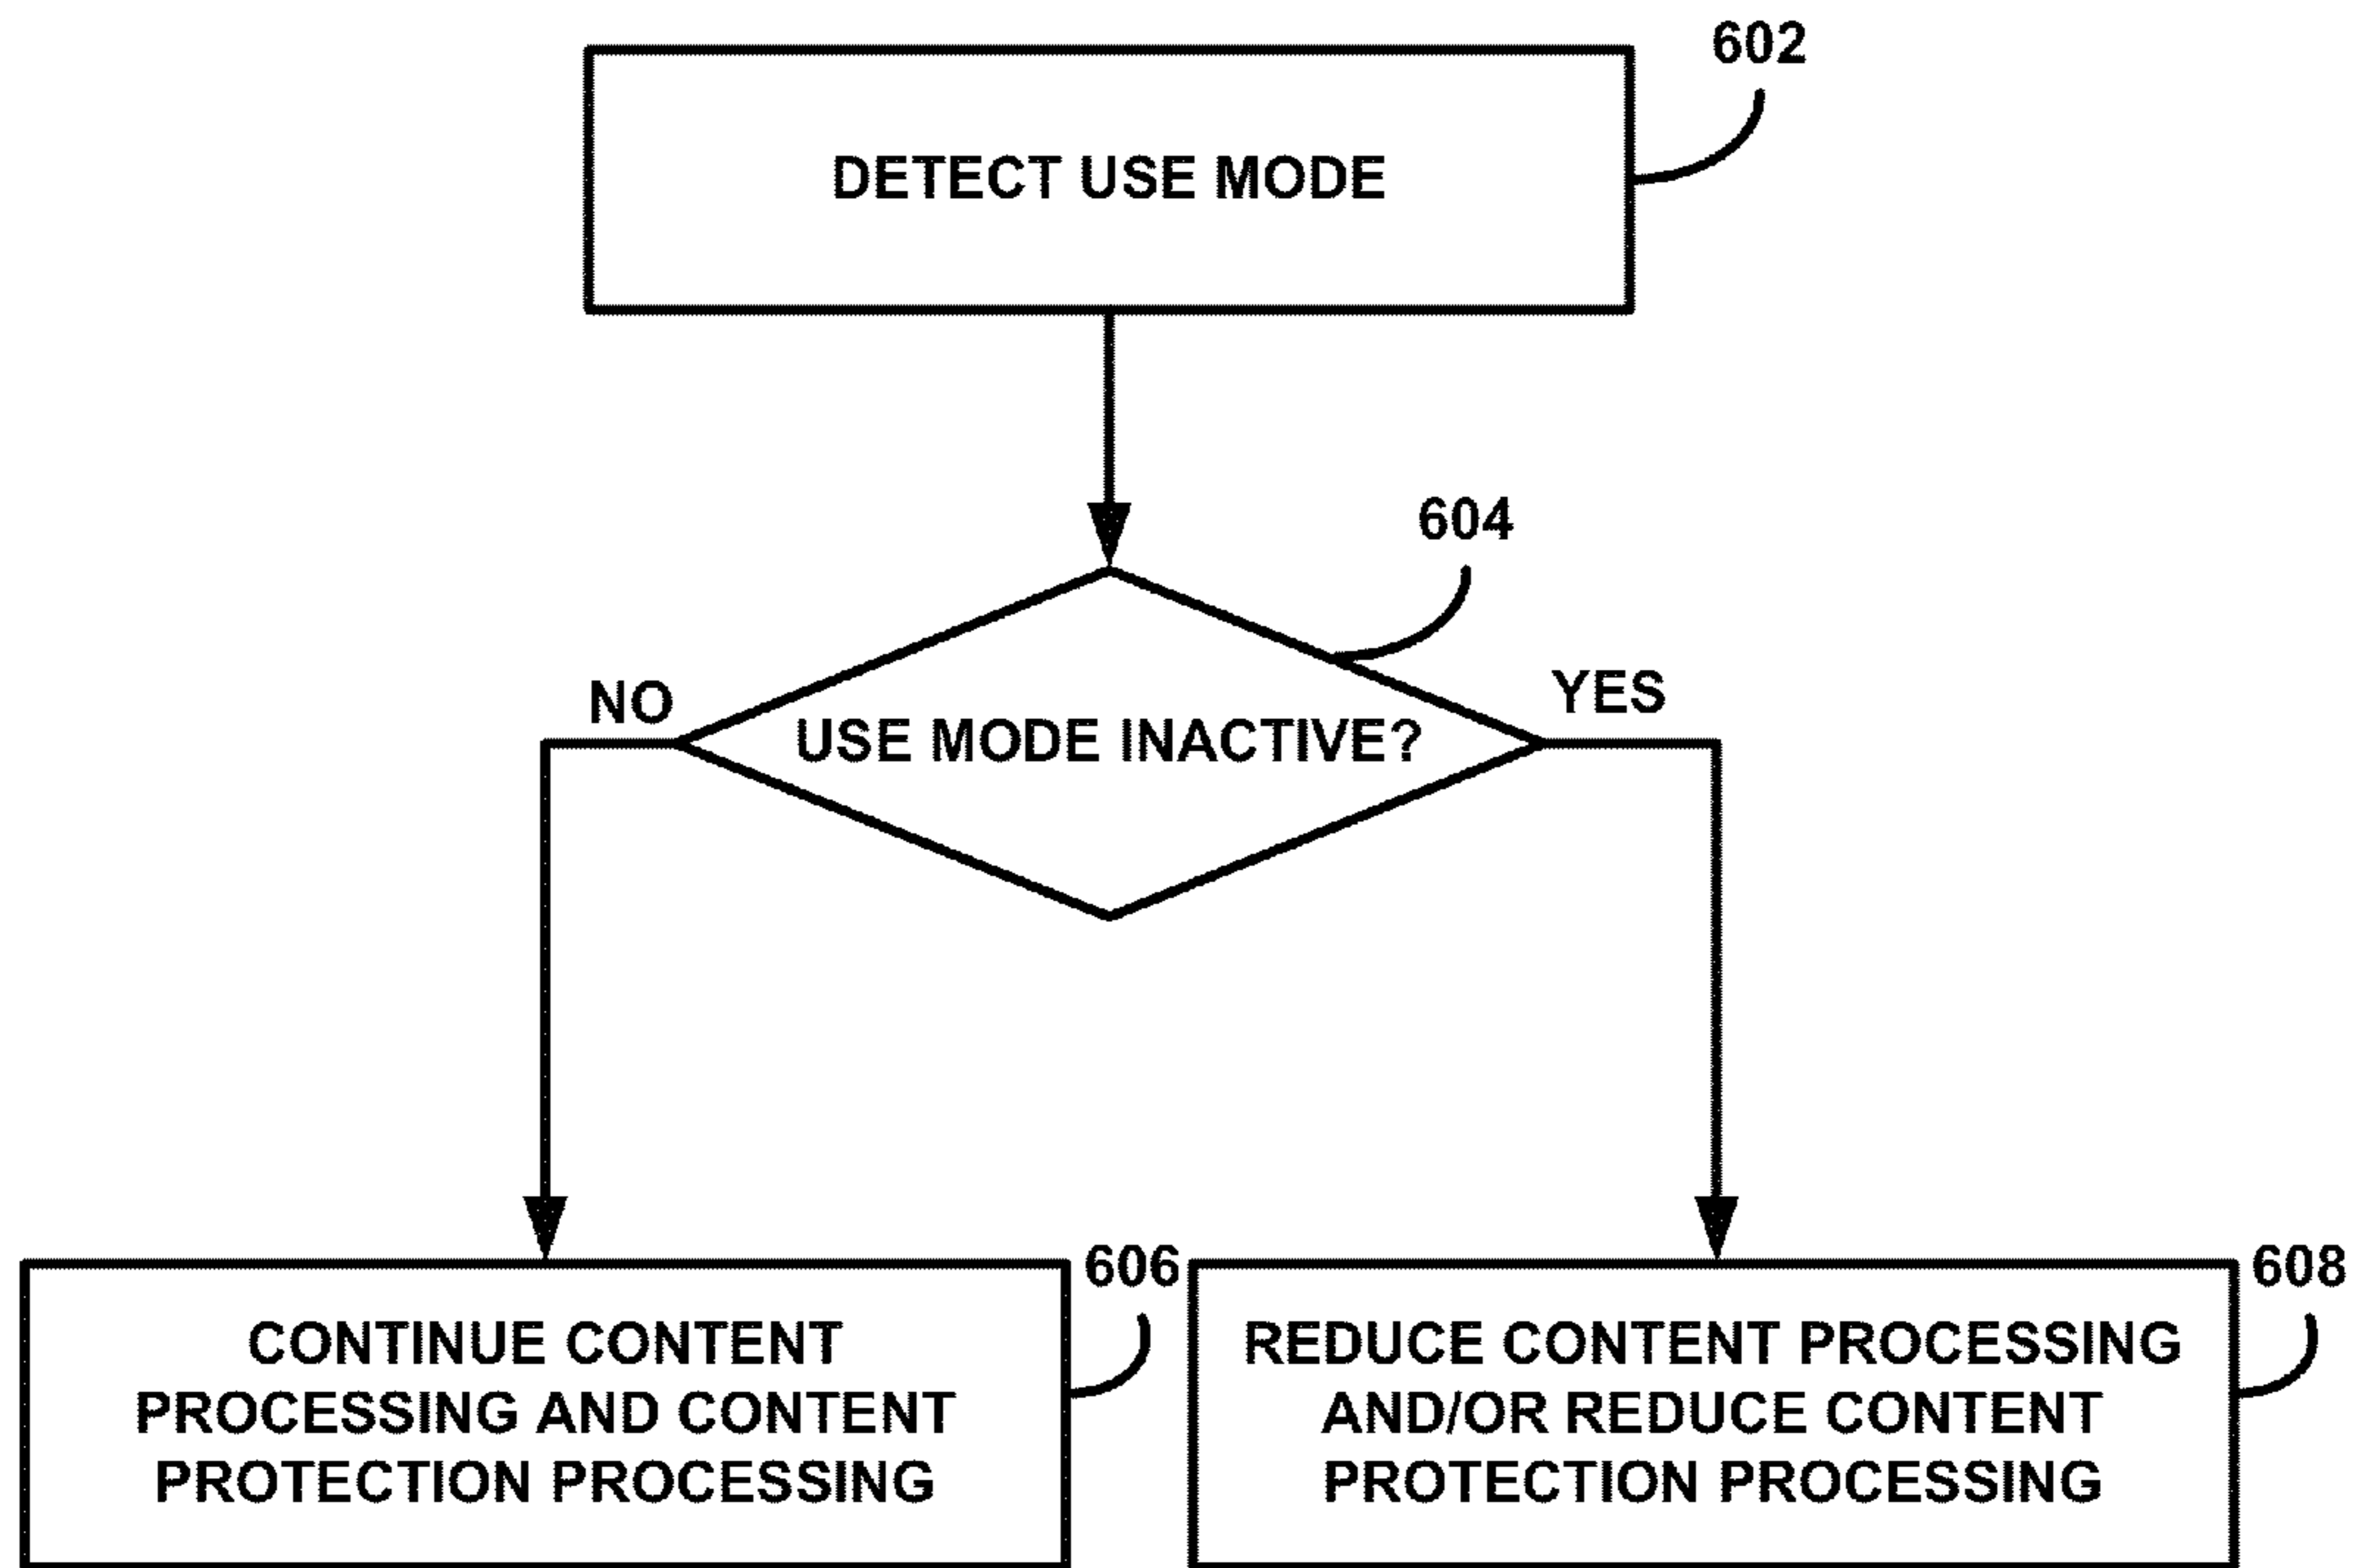 602
DETECT USE MODE
604
NO
YES
USE MODE INACTIVE?
606
608
CONTINUE CONTENT
PROCESSING AND CONTENT
PROTECTION PROCESSING
REDUCE CONTENT PROCESSING
AND/OR REDUCE CONTENT
PROTECTION PROCESSING